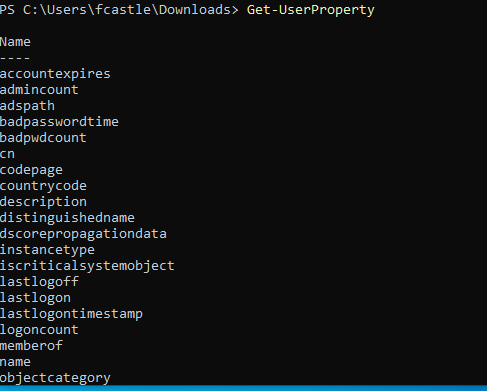 PS C:\Users\fcastle\Downloads> Get-UserProperty
Name
----
accountexpires
admincount
adspath
badpasswordtime
badpwdcount
cn
codepage
countrycode
description
distinguishedname
dscorepropagationdata
instancetype
iscriticalsystemobject
lastlogoff
lastlogon
lastlogontimestamp
logoncount
memberof
name
objectcategory